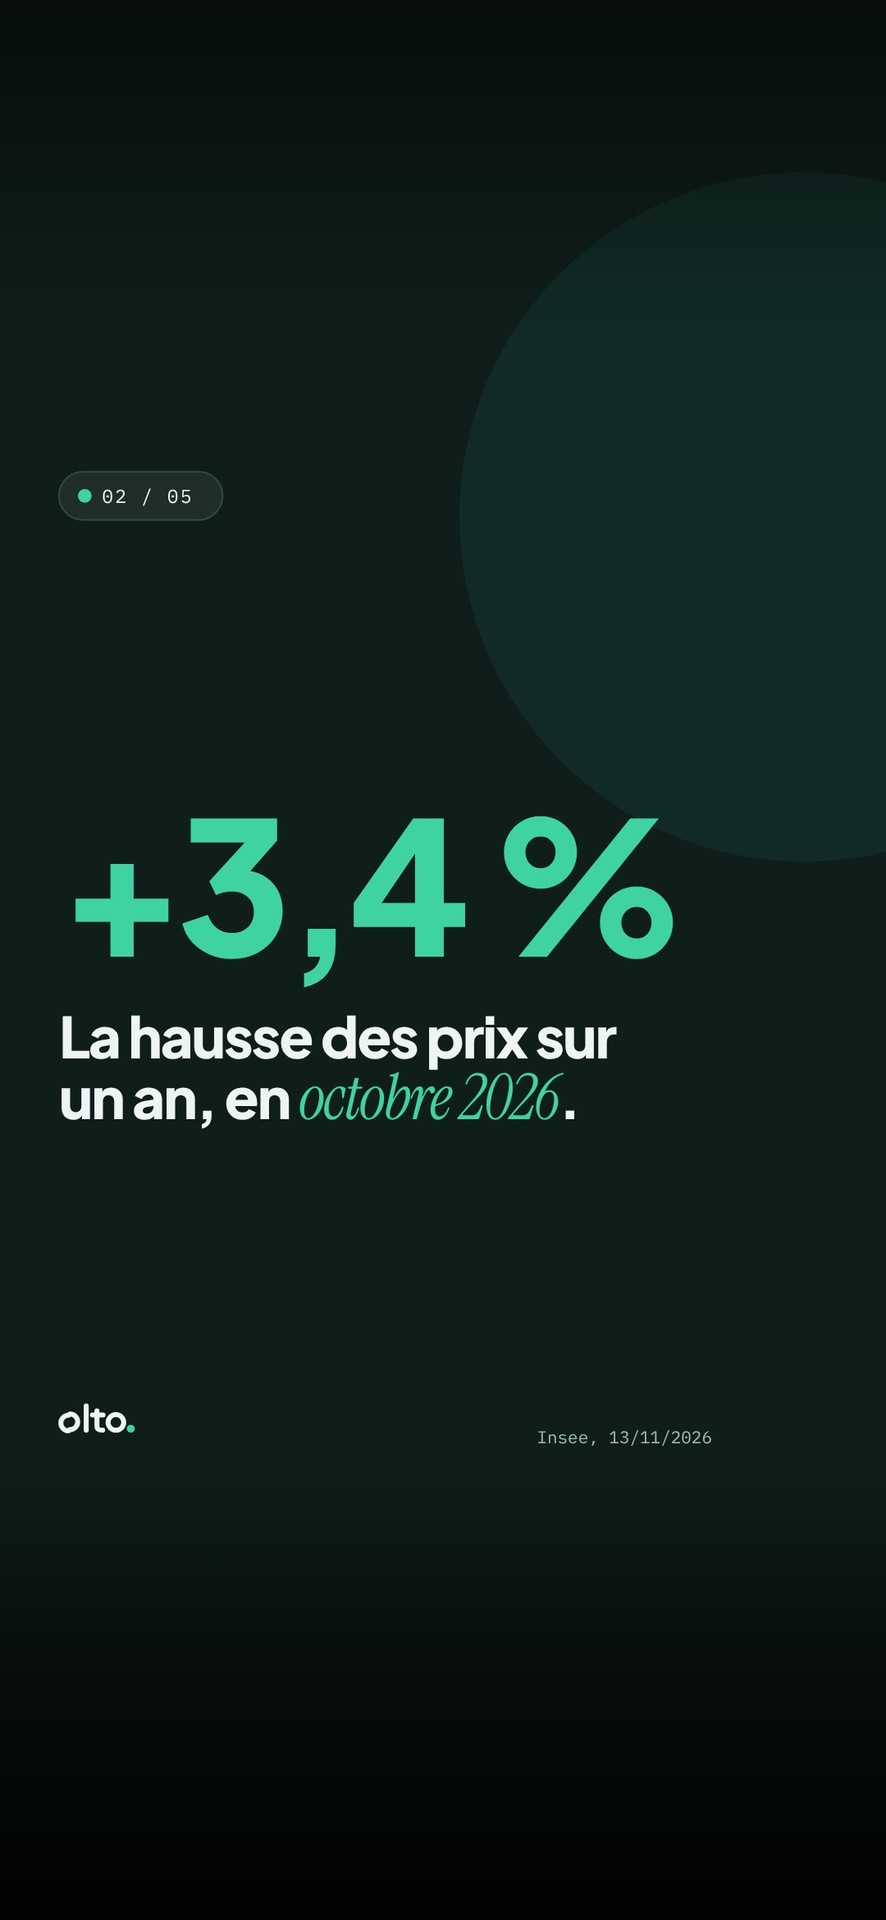 02 / 05
+3,4 %
La hausse des prix sur
un an, en octobre 2026.
olto.
Insee, 13/11/2026